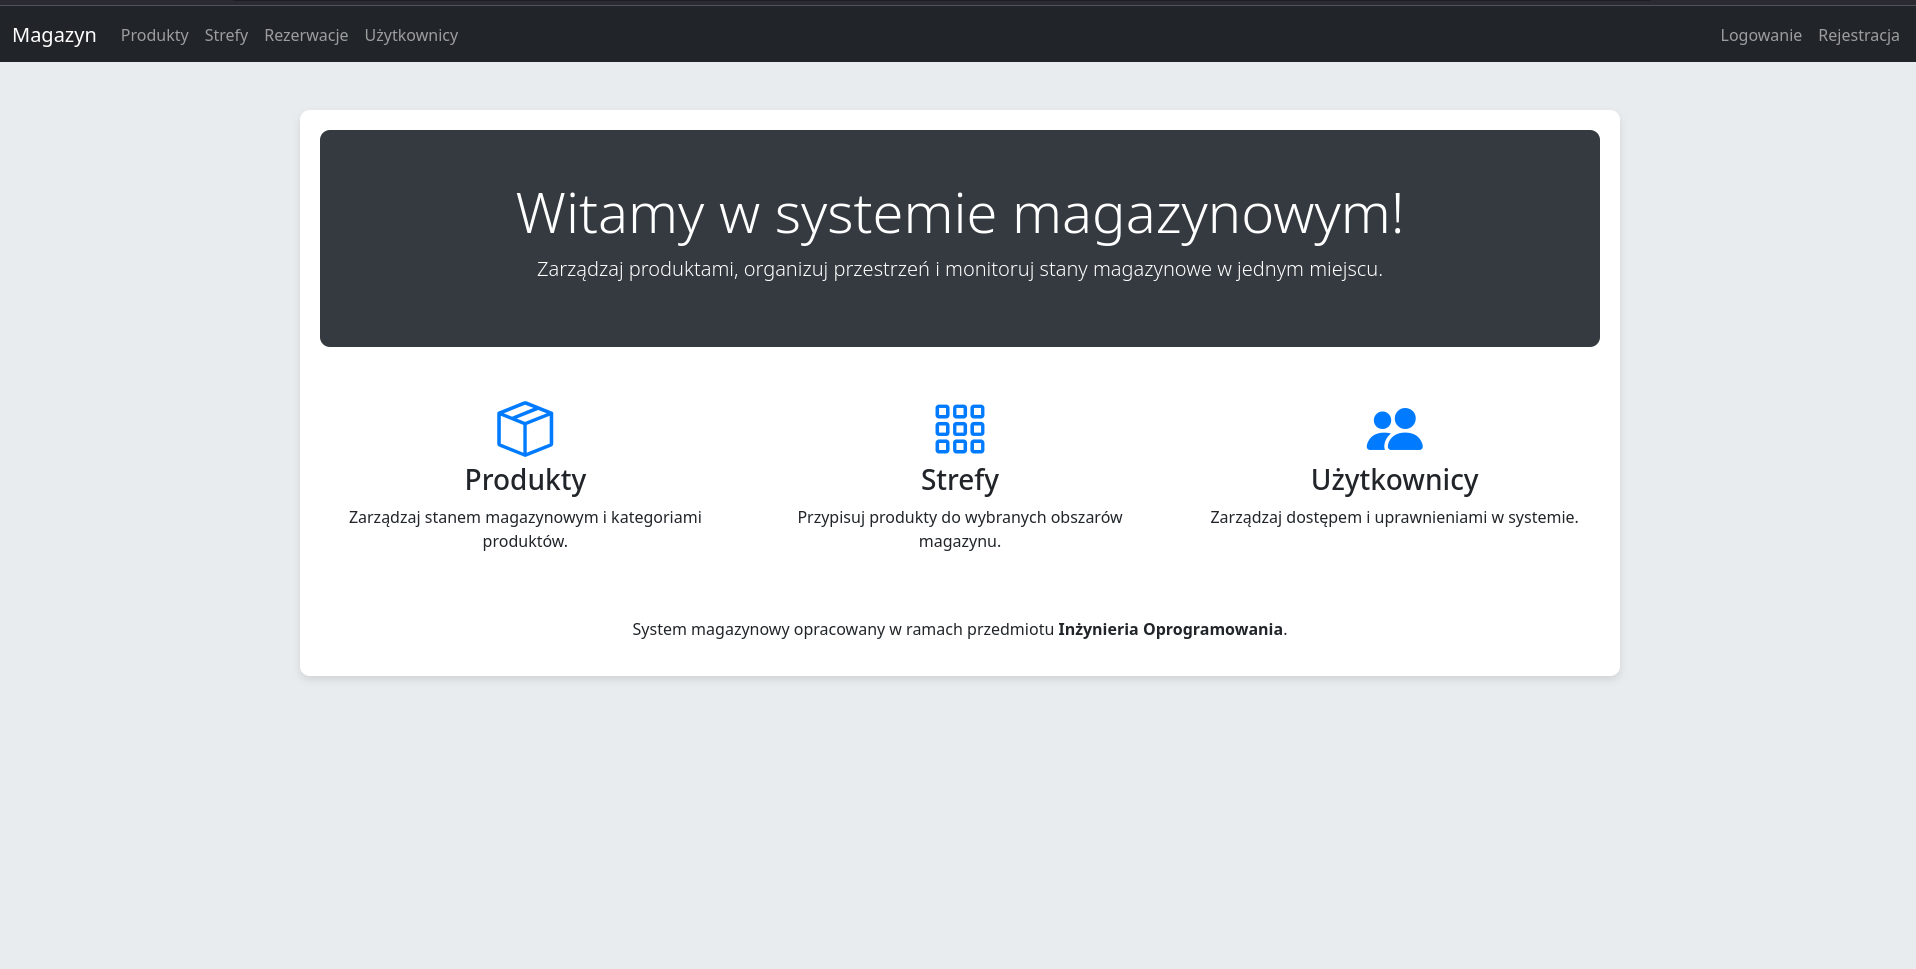 Magazyn Produkty Strefy Rezerwacje Użytkownicy Logowanie Rejestracja
Witamy w systemie magazynowym!
Zarządzaj produktami, organizuj przestrzeń i monitoruj stany magazynowe w jednym miejscu.
Produkty
Zarządzaj stanem magazynowym i kategoriami
produktów.
Strefy
Przypisuj produkty do wybranych obszarów
magazynu.
Użytkownicy
Zarządzaj dostępem i uprawnieniami w systemie.
System magazynowy opracowany w ramach przedmiotu Inżynieria Oprogramowania.